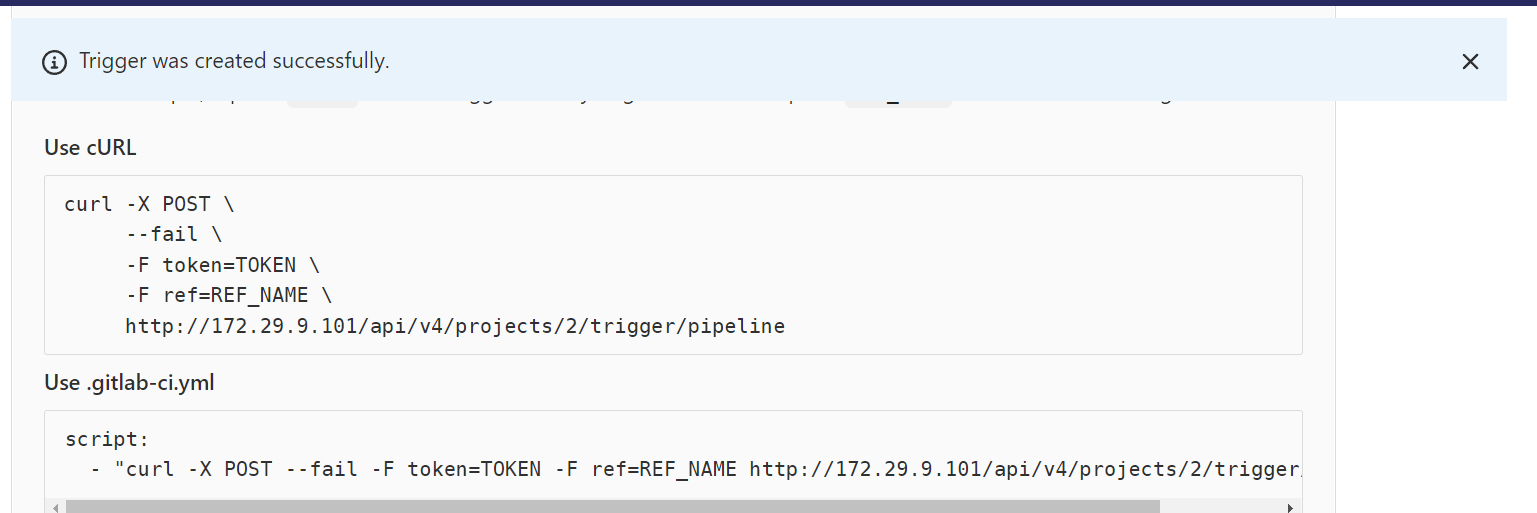 Trigger was created successfully.
Use cURL
curl -X POST \
--fail \
-F token=TOKEN \
-F ref=REF_NAME \
http://172.29.9.101/api/v4/projects/2/trigger/pipeline
Use .gitlab-ci.yml
script:
- "curl -X POST --fail -F token=TOKEN -F ref=REF_NAME http://172.29.9.101/api/v4/projects/2/trigger/